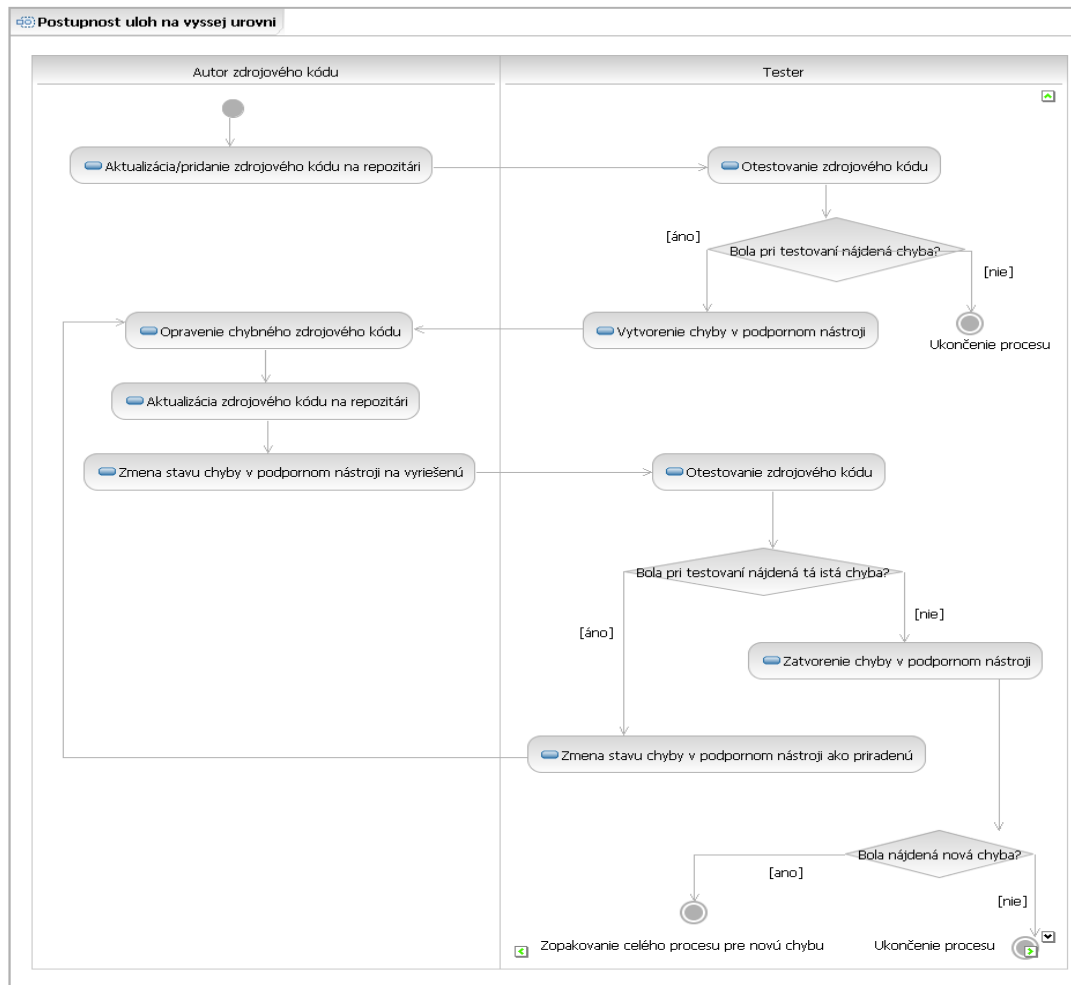 Postupnost uloh na vyssej urovni
Autor zdrojového kódu
Tester
Aktualizácia/pridanie zdrojového kódu na repozitári
Otestovanie zdrojového kódu
[áno]
Bola pri testovaní nájdená chyba?
[nie]
Opravenie chybného zdrojového kódu
Vytvorenie chyby v podpornom nástroji
Ukončenie procesu
Aktualizácia zdrojového kódu na repozitári
Zmena stavu chyby v podpornom nástroji na vyriešenú
Otestovanie zdrojového kódu
Bola pri testovaní nájdená tá istá chyba?
[nie]
[áno]
Zatvorenie chyby v podpornom nástroji
Zmena stavu chyby v podpornom nástroji ako priradenú
Bola nájdená nová chyba?
[ano]
[nie]
Zopakovanie celého procesu pre novú chybu
Ukončenie procesu